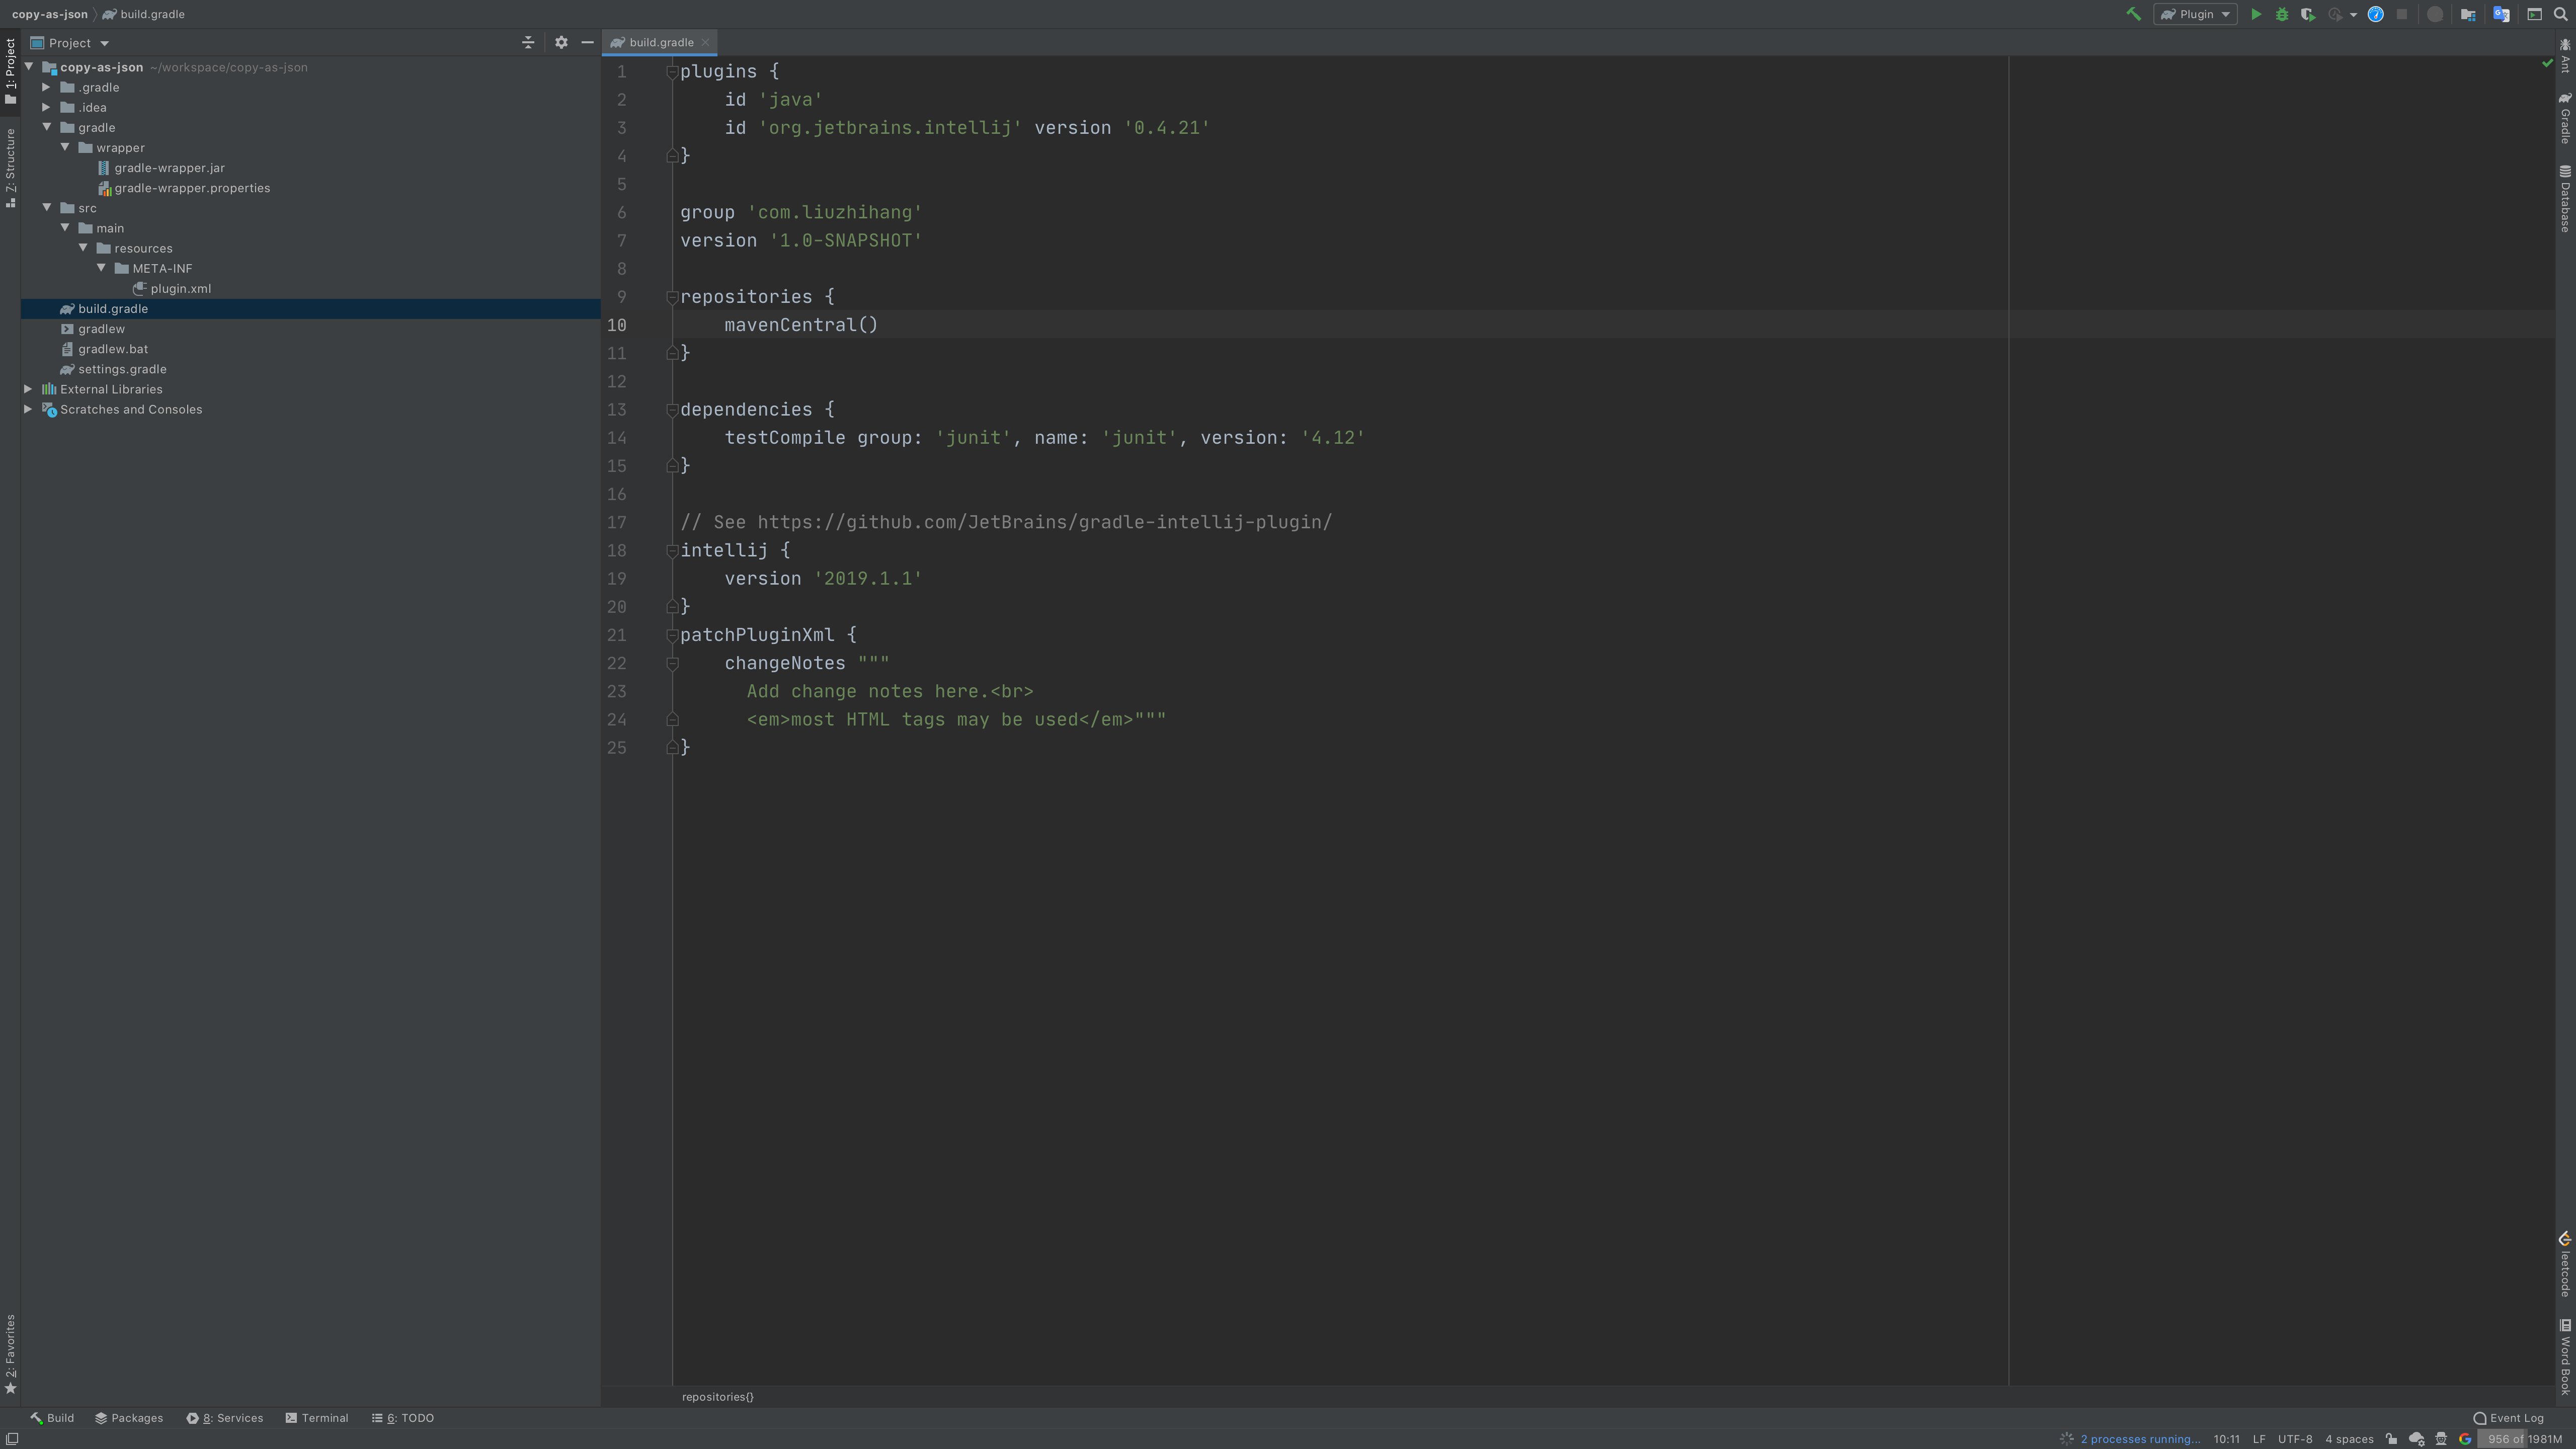 copy-as-json
build.gradle
Plugin
Project
copy-as-json ~/workspace/copy-as-json
.gradle
.idea
gradle
wrapper
gradle-wrapper.jar
gradle-wrapper.properties
src
main
resources
META-INF
plugin.xml
build.gradle
gradlew
gradlew.bat
settings.gradle
External Libraries
Scratches and Consoles
1: Project
Z: Structure
2: Favorites
build.gradle
1 plugins {
2     id 'java'
3     id 'org.jetbrains.intellij' version '0.4.21'
4 }
5
6 group 'com.liuzhihang'
7 version '1.0-SNAPSHOT'
8
9 repositories {
10     mavenCentral()
11 }
12
13 dependencies {
14     testCompile group: 'junit', name: 'junit', version: '4.12'
15 }
16
17 // See https://github.com/JetBrains/gradle-intellij-plugin/
18 intellij {
19     version '2019.1.1'
20 }
21 patchPluginXml {
22     changeNotes """
23       Add change notes here.<br>
24       <em>most HTML tags may be used</em>"""
25 }
repositories{}
Ant
Gradle
Database
leetcode
Word Book
Build
Packages
8: Services
Terminal
6: TODO
Event Log
2 processes running...
10:11
LF
UTF-8
4 spaces
956 of 1981M